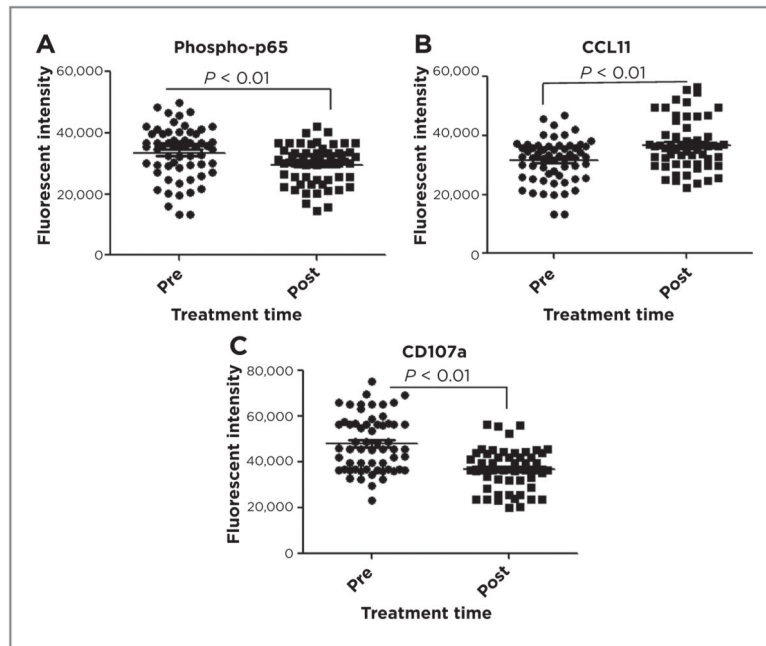 A
Phospho-p65
P < 0.01
60,000
40,000
20,000
0
Fluorescent intensity
Pre
Post
Treatment time
B
CCL11
P < 0.01
60,000
40,000
20,000
0
Fluorescent intensity
Pre
Post
Treatment time
C
CD107a
P < 0.01
80,000
60,000
40,000
20,000
0
Fluorescent intensity
Pre
Post
Treatment time